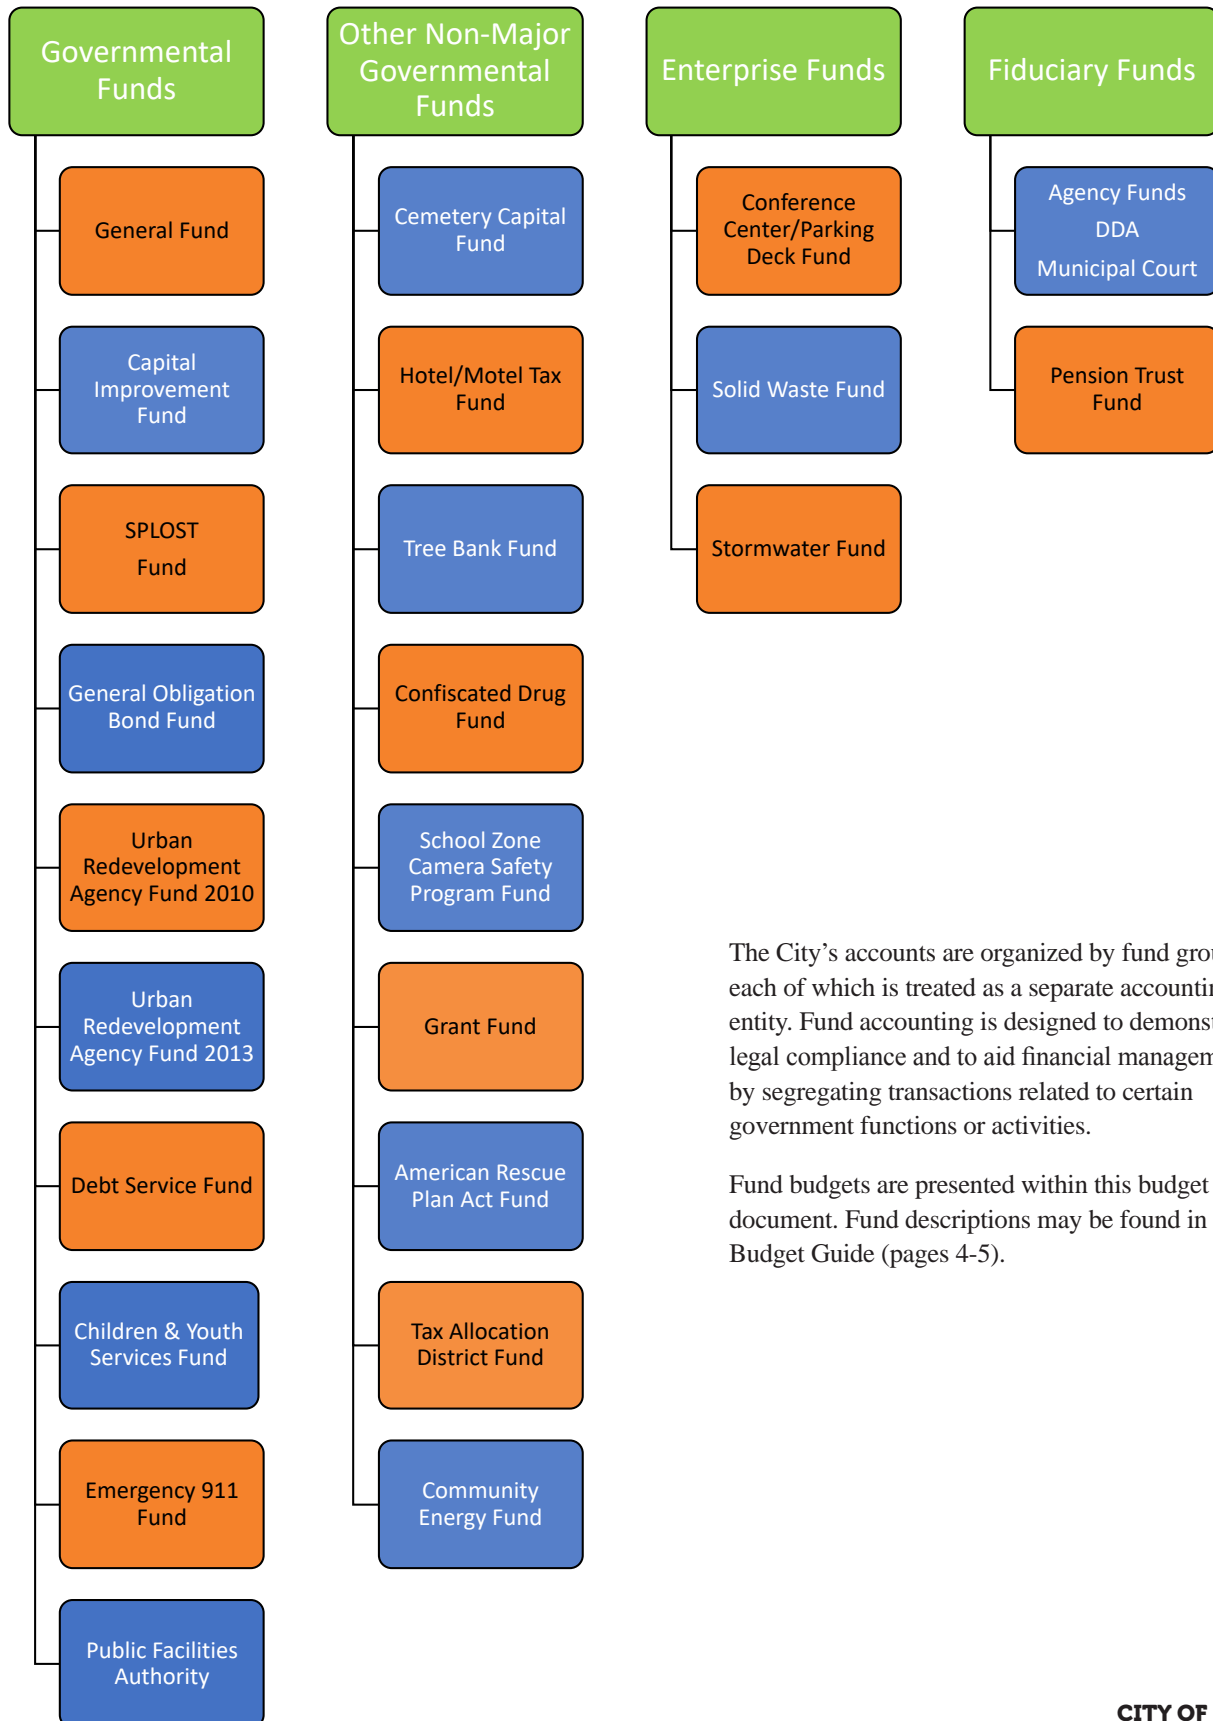 Governmental
Funds
General Fund
Capital
Improvement
Fund
SPLOST
Fund
General Obligation
Bond Fund
Urban
Redevelopment
Agency Fund 2010
Urban
Redevelopment
Agency Fund 2013
Debt Service Fund
Children & Youth
Services Fund
Emergency 911
Fund
Public Facilities
Authority
Other Non-Major
Governmental
Funds
Cemetery Capital
Fund
Hotel/Motel Tax
Fund
Tree Bank Fund
Confiscated Drug
Fund
School Zone
Camera Safety
Program Fund
Grant Fund
American Rescue
Plan Act Fund
Tax Allocation
District Fund
Community
Energy Fund
Enterprise Funds
Conference
Center/Parking
Deck Fund
Solid Waste Fund
Stormwater Fund
Fiduciary Funds
Agency Funds
DDA
Municipal Court
Pension Trust
Fund
The City’s accounts are organized by fund
each of which is treated as a separate
entity. Fund accounting is designed to
legal compliance and to aid financial
by segregating transactions related to certain
government functions or activities.
Fund budgets are presented within this budget
document. Fund descriptions may be found in
Budget Guide (pages 4-5).
CITY OF